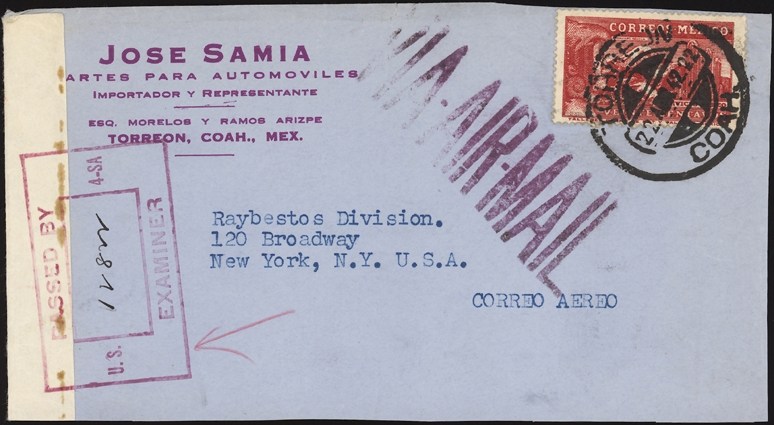 JOSE SAMIA
ARTES PARA AUTOMOVILES
IMPORTADOR Y REPRESENTANTE
ESQ. MORELOS Y RAMOS ARIZPE
TORREON, COAH., MEX.
VIA-AIR-MAIL
CORREO MEXICO.
COAH.
PASSED BY
4-SA
U.S.
EXAMINER
Raybestos Division.
120 Broadway
New York, N.Y. U.S.A.
CORREO AEREO